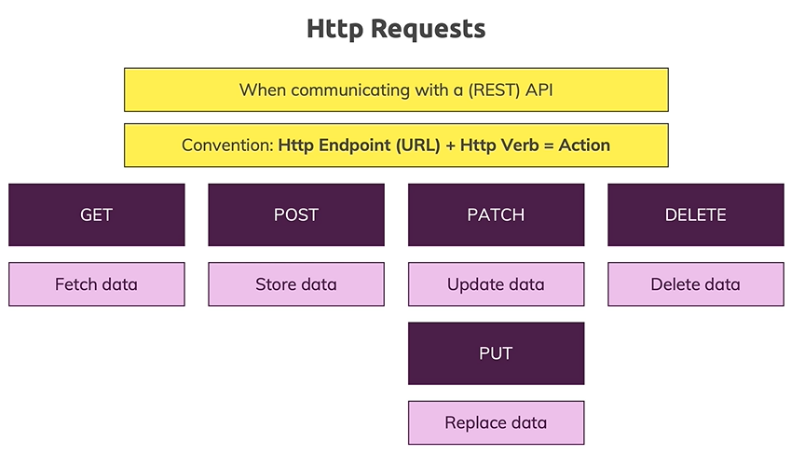 Http Requests
When communicating with a (REST) API
Convention: Http Endpoint (URL) + Http Verb = Action
GET
POST
PATCH
DELETE
Fetch data
Store data
Update data
Delete data
PUT
Replace data